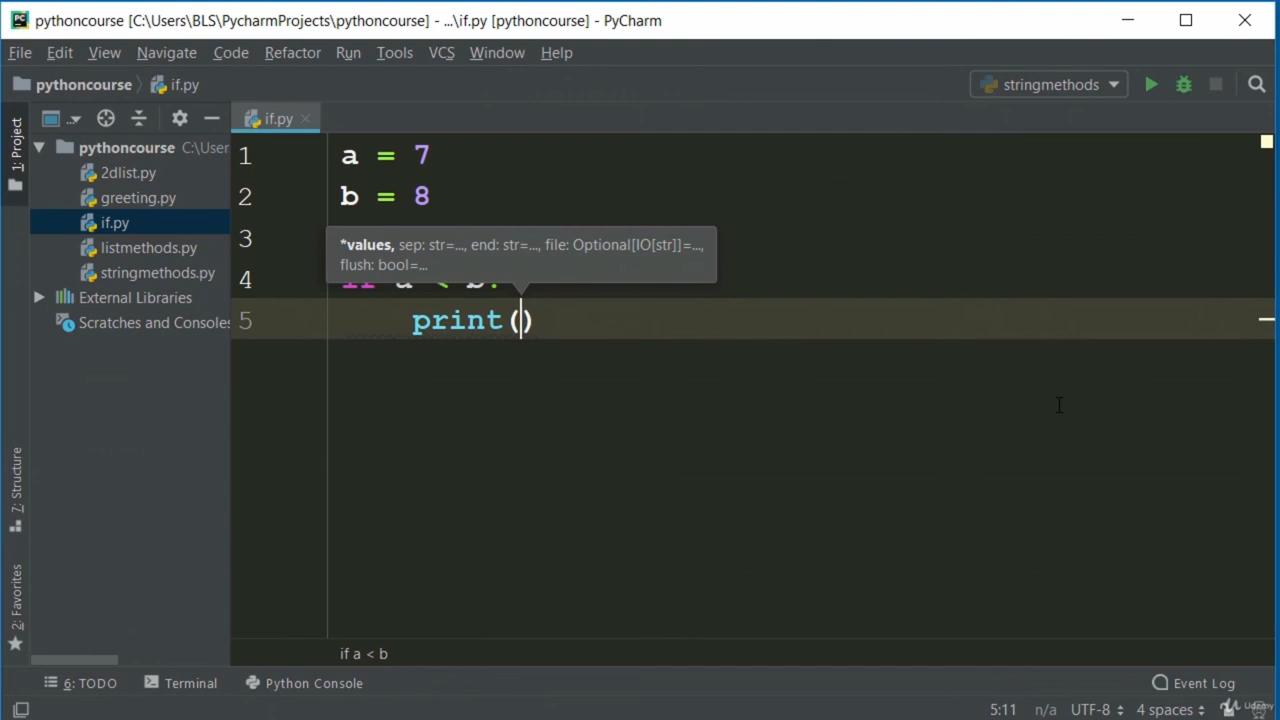 pythoncourse [C:\Users\BLS\PycharmProjects\pythoncourse] - ...\if.py [pythoncourse] - PyCharm
File Edit View Navigate Code Refactor Run Tools VCS Window Help
pythoncourse if.py stringmethods
1: Project
... if.py
pythoncourse C:\User
2dlist.py
greeting.py
if.py
listmethods.py
stringmethods.py
External Libraries
Scratches and Consoles
1 a = 7
2 b = 8
3
*values, sep: str=..., end: str=..., file: Optional[IO[str]]=...,
flush: bool=...
4 if a < b:
5 print()
7: Structure
2: Favorites
if a < b
6: TODO Terminal Python Console Event Log
5:11 n/a UTF-8 4 spaces Udemy